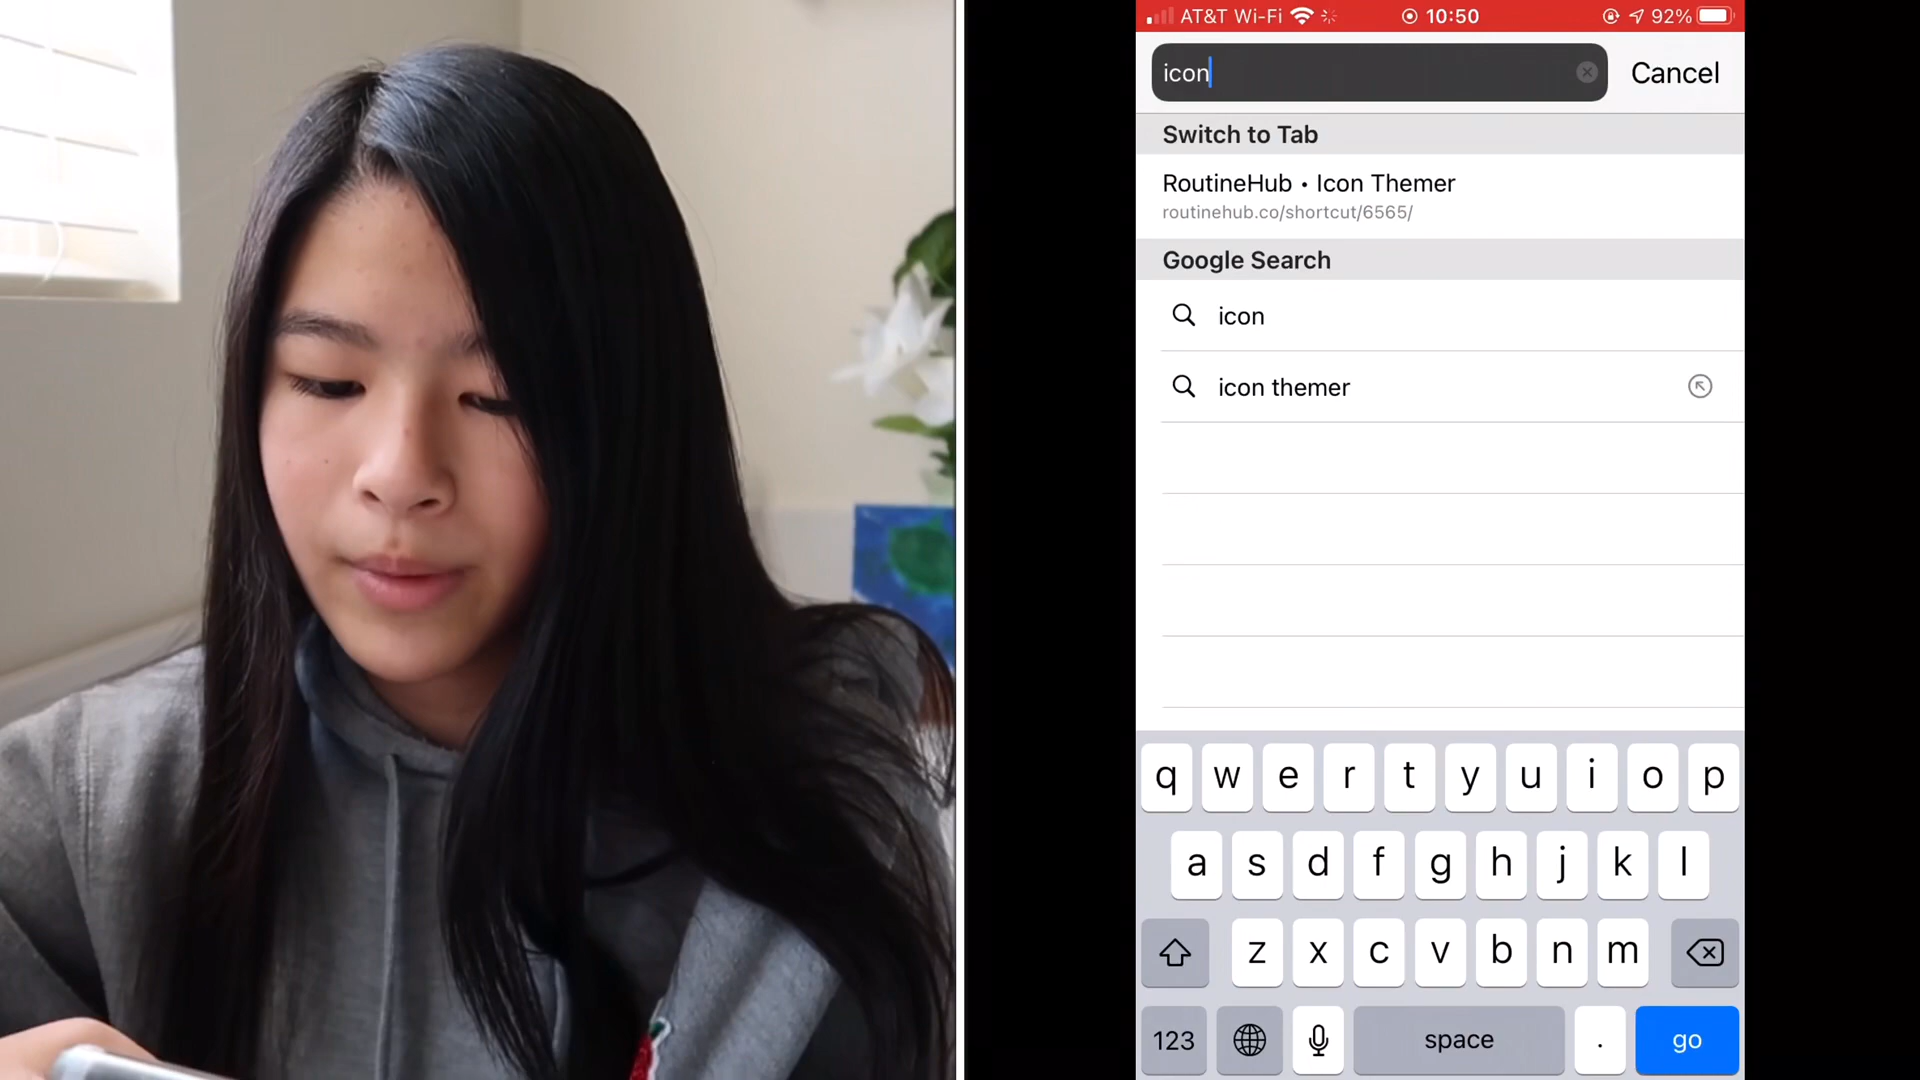 AT&T Wi-Fi 10:50 92%
icon Cancel
Switch to Tab
RoutineHub • Icon Themer
routinehub.co/shortcut/6565/
Google Search
icon
icon themer
q w e r t y u i o p
a s d f g h j k l
z x c v b n m
123 space . go